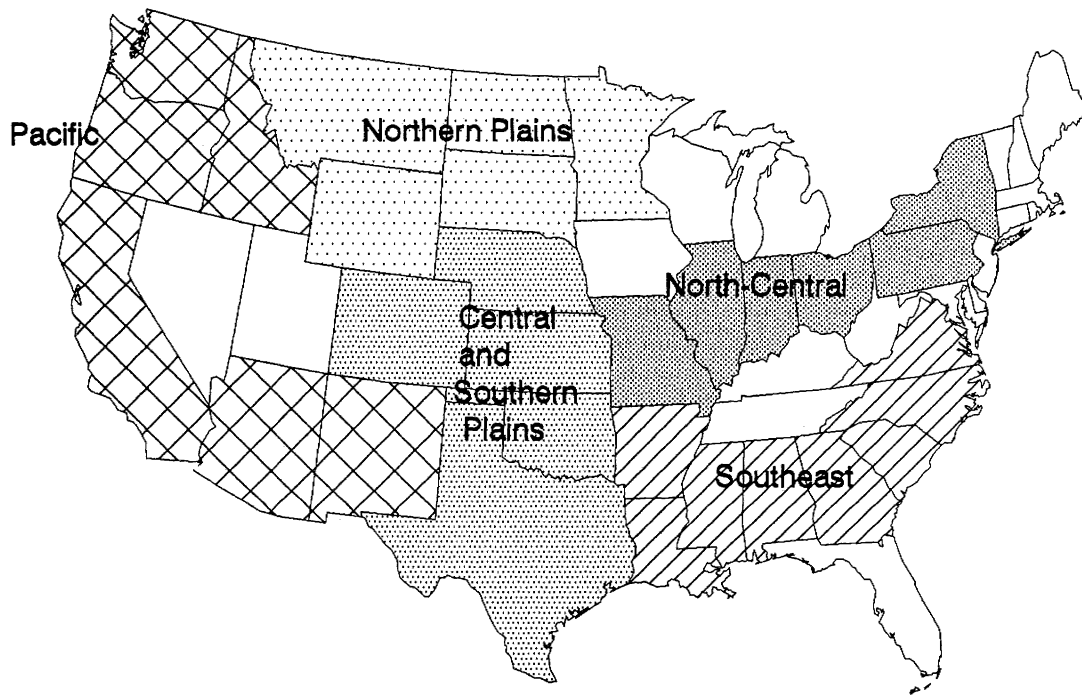 Pacific
Northern Plains
North-Central
Central
and
Southern
Plains
Southeast